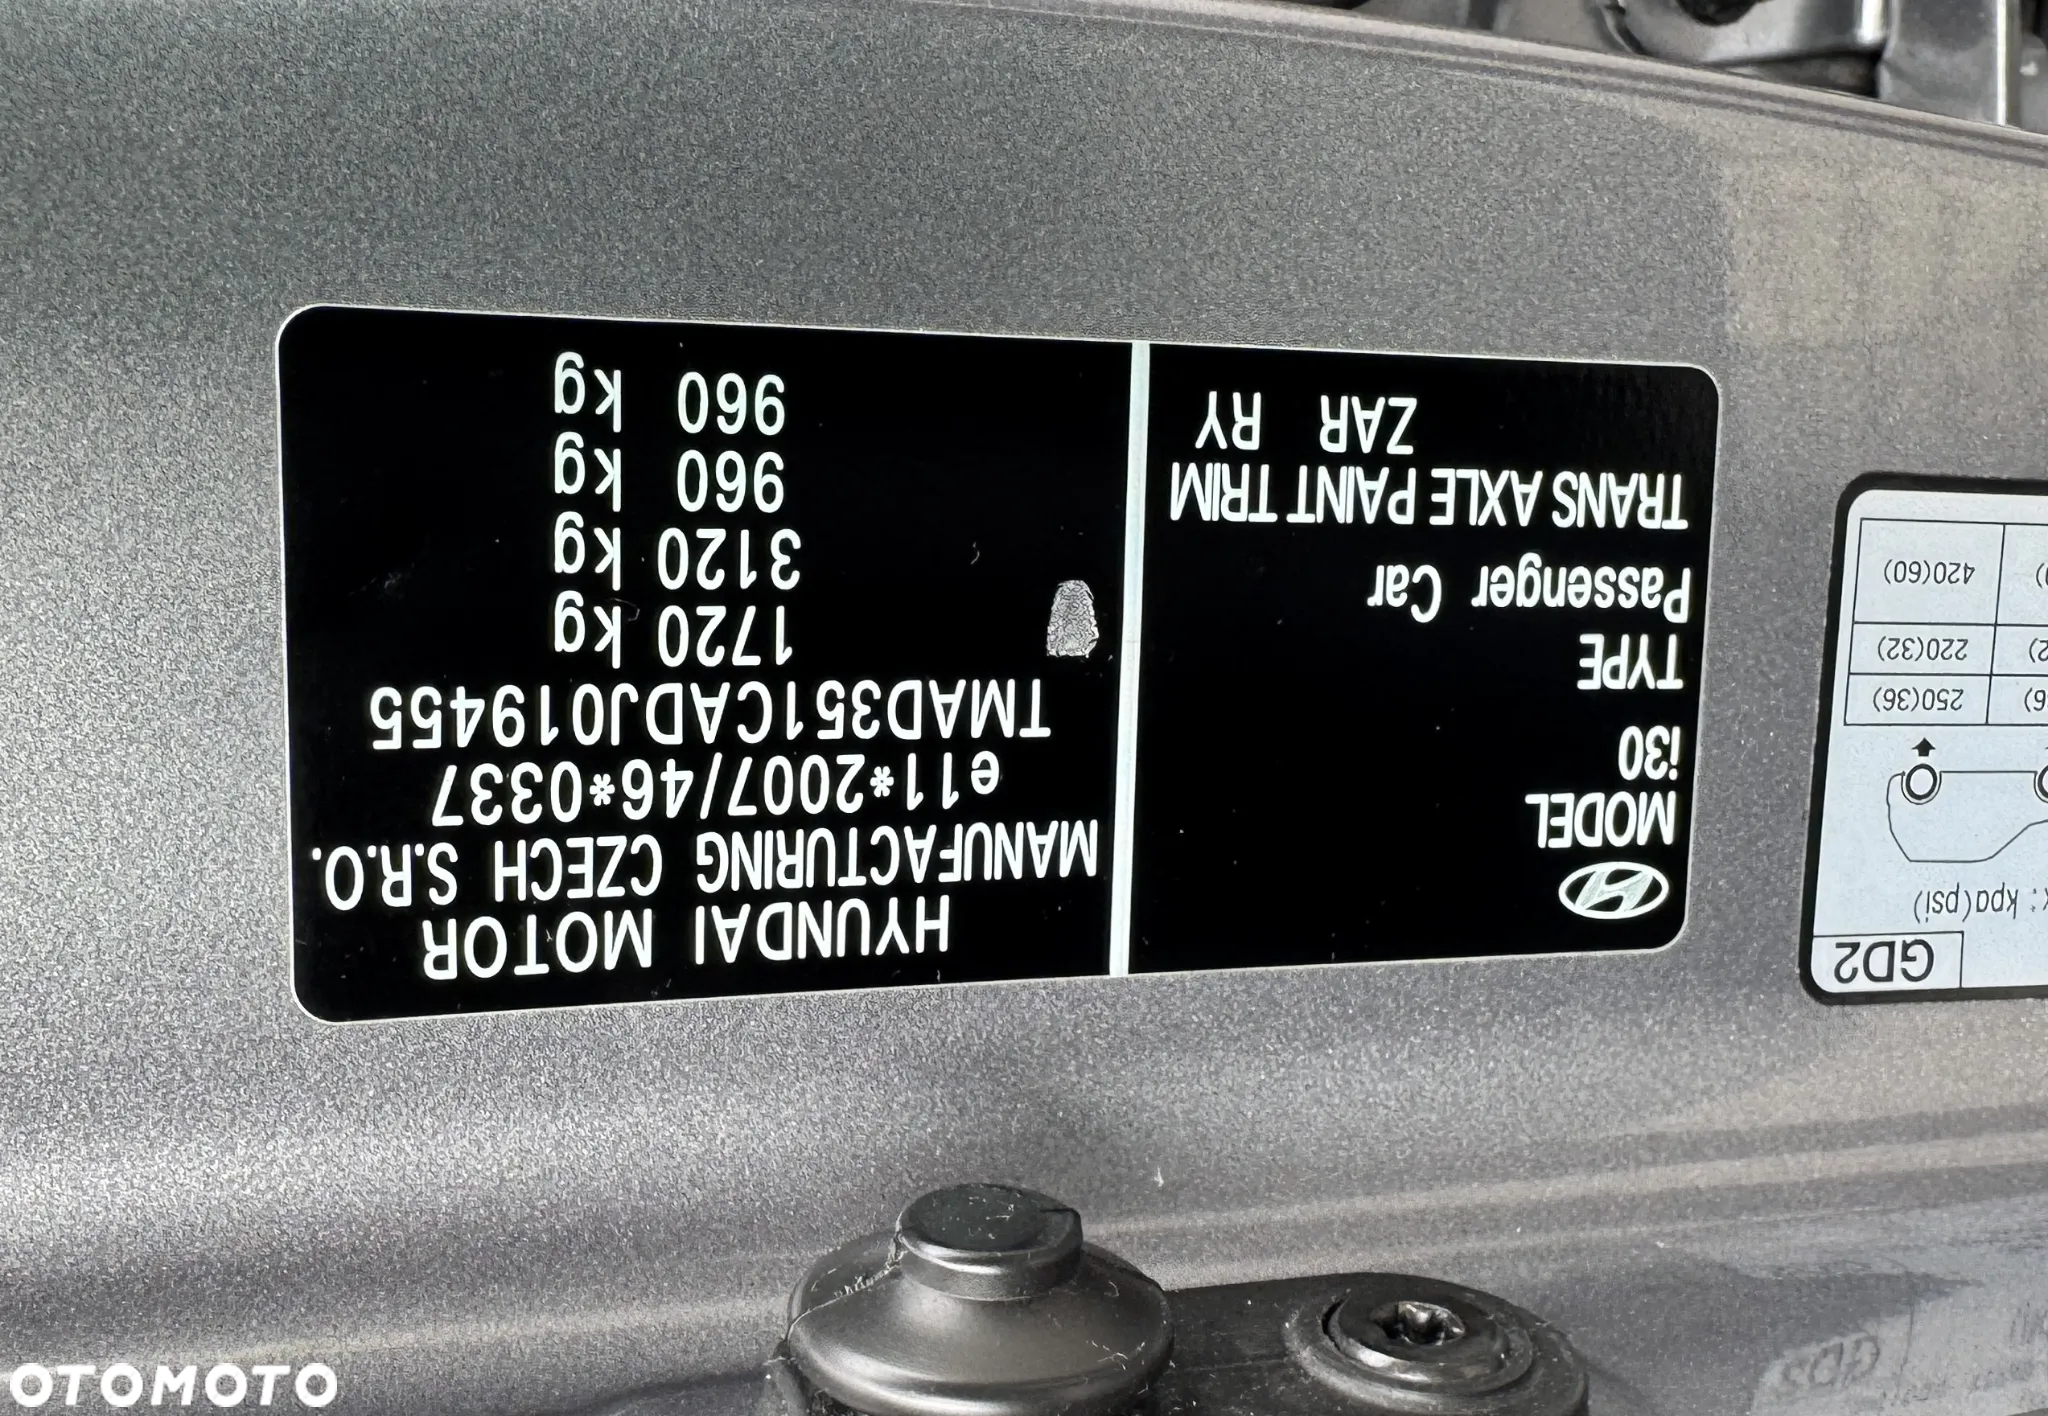 HYUNDAI MOTOR
MANUFACTURING CZECH S.R.O.
e11*2007/46*0337
TMAD351CADJ019455
1720 kg
3120 kg
960 kg
960 kg
MODEL
i30
TYPE
Passenger Car
TRANS AXLE PAINT TRIM
ZAR RY
GD2
kpa(psi)
250(36)
220(32)
420(60)
OTOMOTO